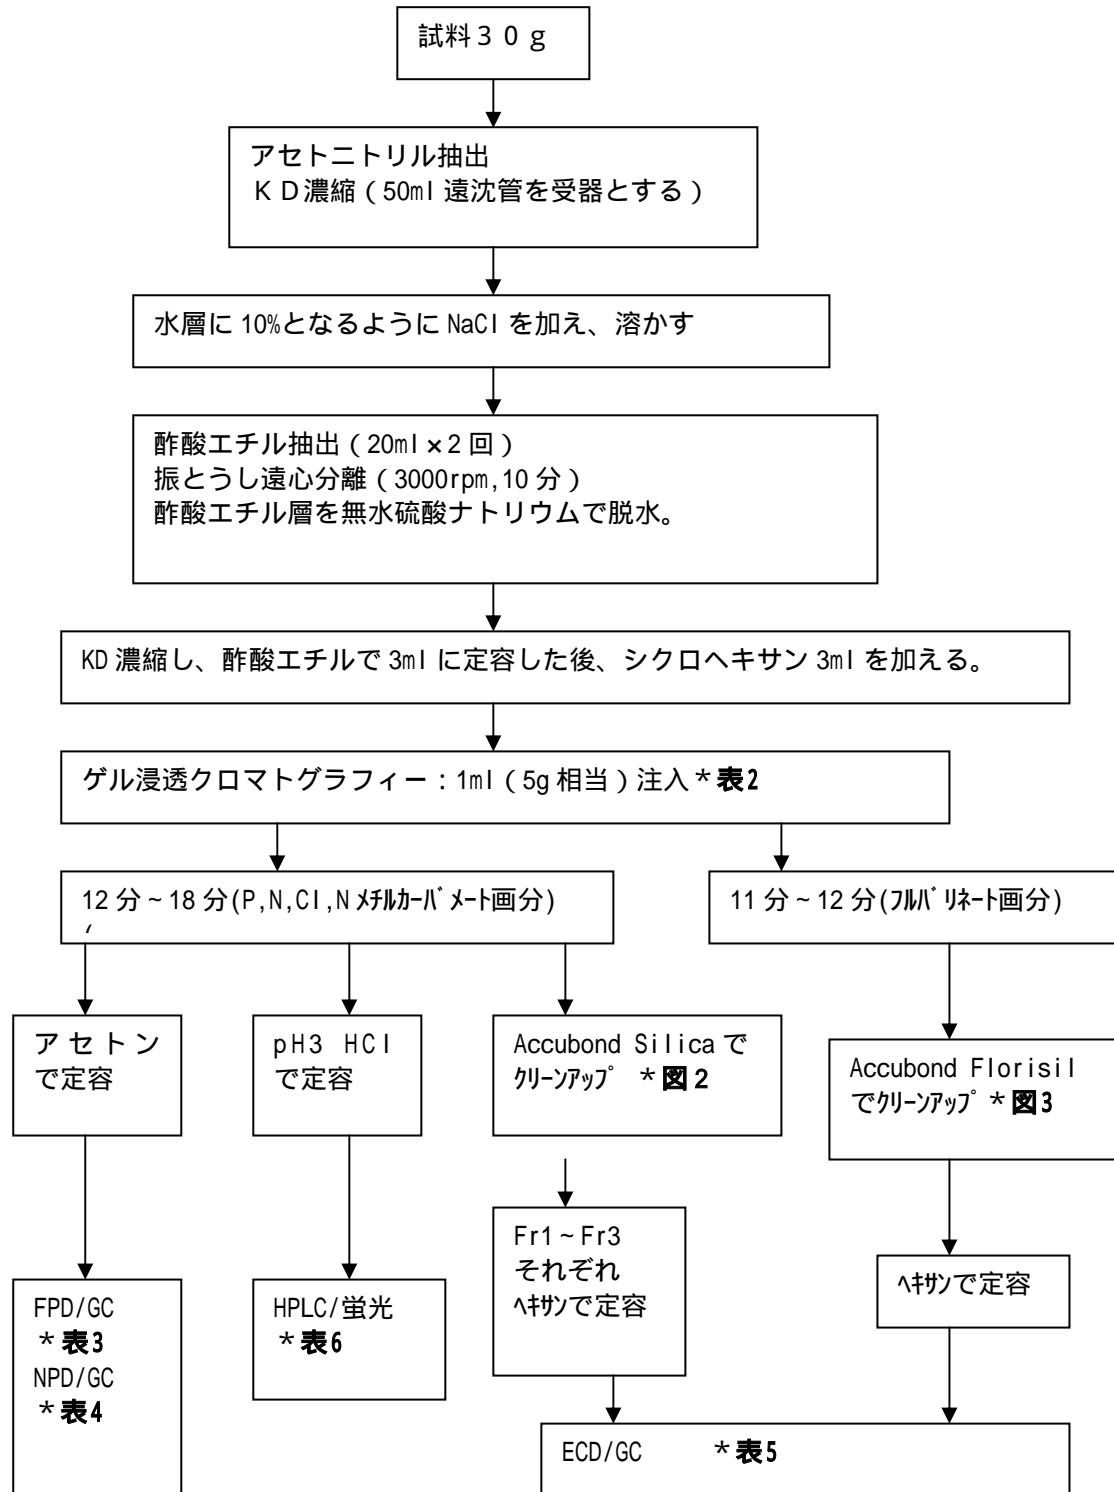 試料３０ｇ
アセトニトリル抽出
ＫＤ濃縮（50ml 遠沈管を受器とする）
水層に 10%となるように NaCl を加え、溶かす
酢酸エチル抽出（20ml×2 回）
振とうし遠心分離（3000rpm,10 分）
酢酸エチル層を無水硫酸ナトリウムで脱水。
KD 濃縮し、酢酸エチルで 3ml に定容した後、シクロヘキサン 3ml を加える。
ゲル浸透クロマトグラフィー：1ml（5g 相当）注入＊表2
12 分～18 分(P,N,Cl,N ﾒﾁﾙｶｰﾊﾞﾒｰﾄ画分)
11 分～12 分(ﾌﾙﾊﾞﾘﾈｰﾄ画分)
アセトン
で定容
pH3 HCl
で定容
Accubond Silica で
ｸﾘｰﾝｱｯﾌﾟ ＊図２
Accubond Florisil
でｸﾘｰﾝｱｯﾌﾟ＊図3
Fr1～Fr3
それぞれ
ﾍｷｻﾝで定容
ﾍｷｻﾝで定容
FPD/GC
＊表3
NPD/GC
＊表4
HPLC/蛍光
＊表6
ECD/GC ＊表5